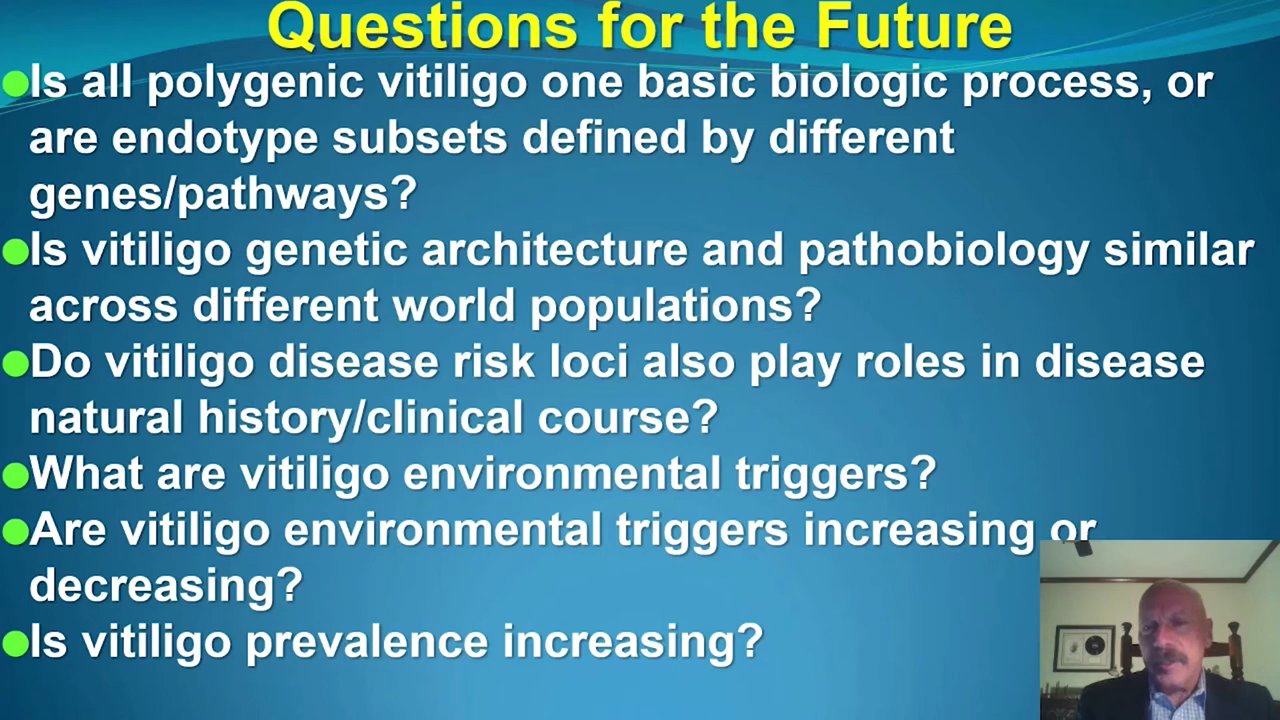 Questions for the Future
Is all polygenic vitiligo one basic biologic process, or
are endotype subsets defined by different
genes/pathways?
Is vitiligo genetic architecture and pathobiology similar
across different world populations?
Do vitiligo disease risk loci also play roles in disease
natural history/clinical course?
What are vitiligo environmental triggers?
Are vitiligo environmental triggers increasing or
decreasing?
Is vitiligo prevalence increasing?